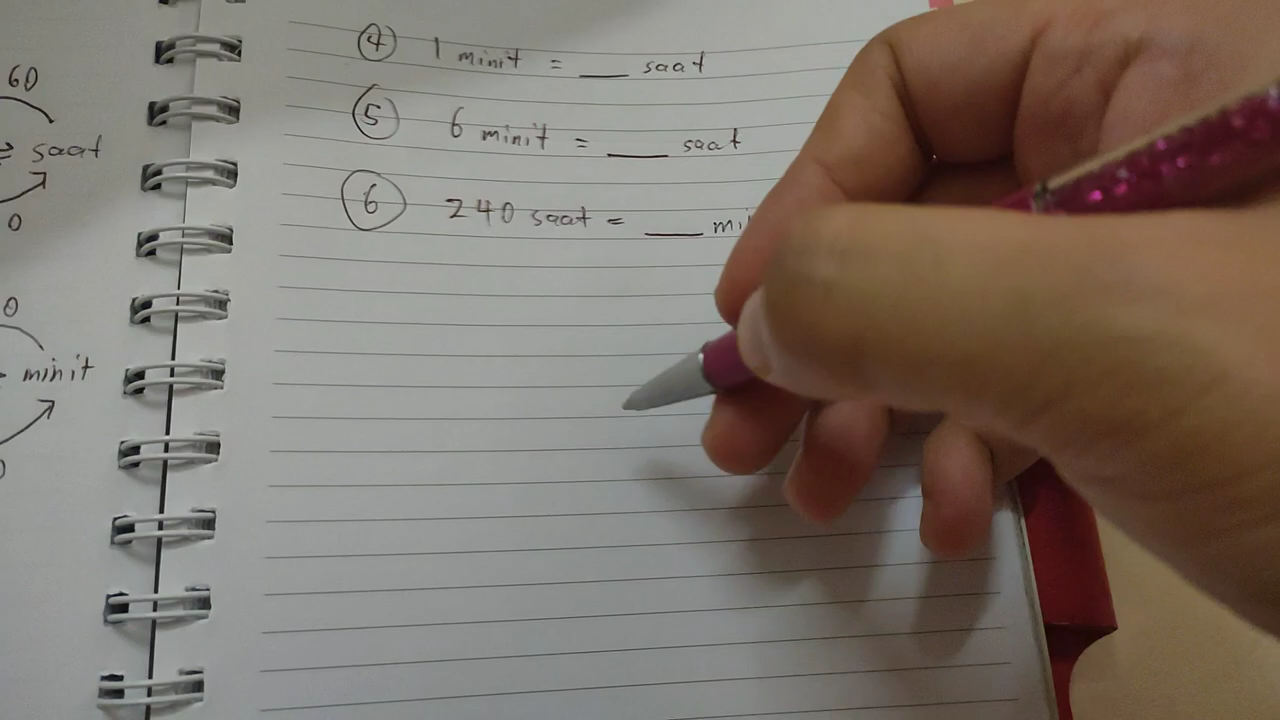 60
saat
0
0
minit
④ 1 minit = ___ saat
⑤ 6 minit = ___ saat
⑥ 240 saat = ___